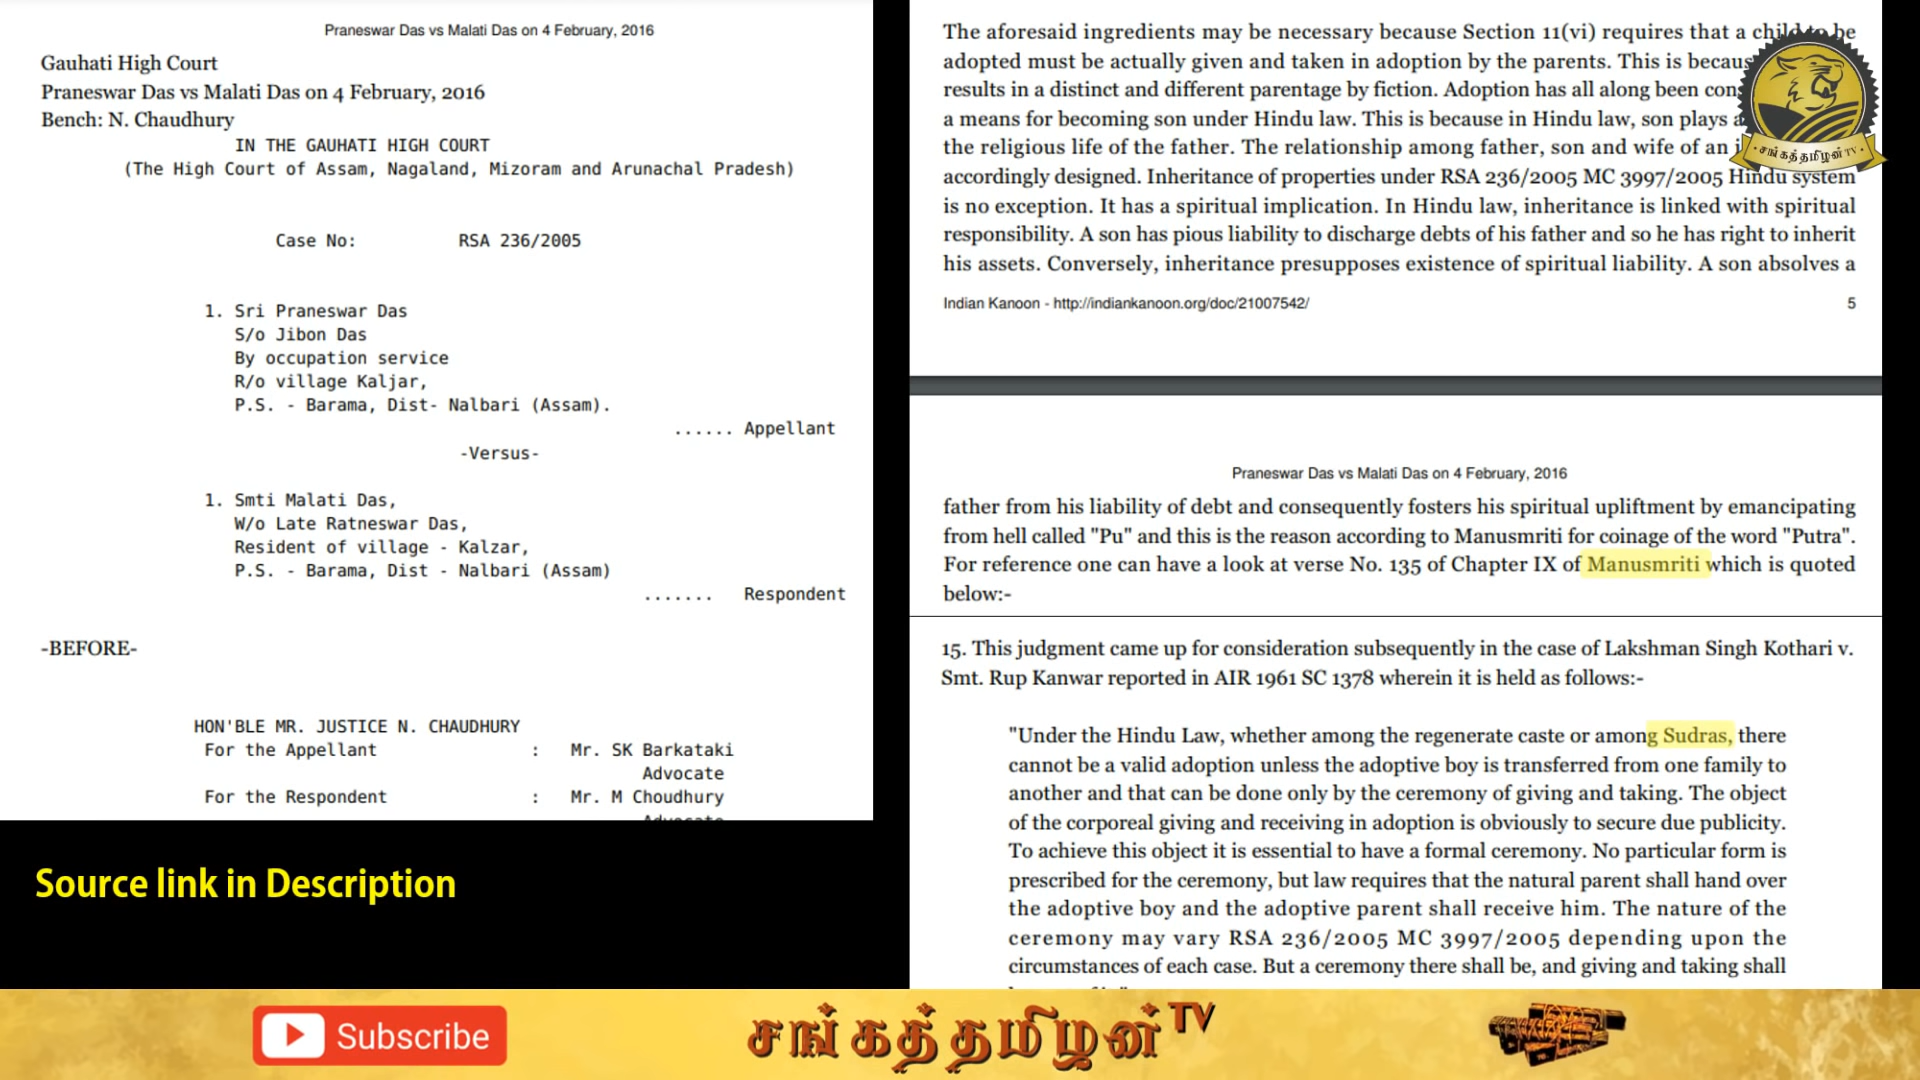 Praneswar Das vs Malati Das on 4 February, 2016
Gauhati High Court
Praneswar Das vs Malati Das on 4 February, 2016
Bench: N. Chaudhury
IN THE GAUHATI HIGH COURT
(The High Court of Assam, Nagaland, Mizoram and Arunachal Pradesh)
Case No: RSA 236/2005
1. Sri Praneswar Das
S/o Jibon Das
By occupation service
R/o village Kaljar,
P.S. - Barama, Dist- Nalbari (Assam).
...... Appellant
-Versus-
1. Smti Malati Das,
W/o Late Ratneswar Das,
Resident of village - Kalzar,
P.S. - Barama, Dist - Nalbari (Assam)
....... Respondent
-BEFORE-
HON'BLE MR. JUSTICE N. CHAUDHURY
For the Appellant : Mr. SK Barkataki
Advocate
For the Respondent : Mr. M Choudhury
Source link in Description
The aforesaid ingredients may be necessary because Section 11(vi) requires that a child to be
adopted must be actually given and taken in adoption by the parents. This is
results in a distinct and different parentage by fiction. Adoption has all along been
a means for becoming son under Hindu law. This is because in Hindu law, son plays
the religious life of the father. The relationship among father, son and wife of an
accordingly designed. Inheritance of properties under RSA 236/2005 MC 3997/2005 Hindu system
is no exception. It has a spiritual implication. In Hindu law, inheritance is linked with spiritual
responsibility. A son has pious liability to discharge debts of his father and so he has right to inherit
his assets. Conversely, inheritance presupposes existence of spiritual liability. A son absolves a
Indian Kanoon - http://indiankanoon.org/doc/21007542/ 5
Praneswar Das vs Malati Das on 4 February, 2016
father from his liability of debt and consequently fosters his spiritual upliftment by emancipating
from hell called "Pu" and this is the reason according to Manusmriti for coinage of the word "Putra".
For reference one can have a look at verse No. 135 of Chapter IX of Manusmriti which is quoted
below:-
15. This judgment came up for consideration subsequently in the case of Lakshman Singh Kothari v.
Smt. Rup Kanwar reported in AIR 1961 SC 1378 wherein it is held as follows:-
"Under the Hindu Law, whether among the regenerate caste or among Sudras, there
cannot be a valid adoption unless the adoptive boy is transferred from one family to
another and that can be done only by the ceremony of giving and taking. The object
of the corporeal giving and receiving in adoption is obviously to secure due publicity.
To achieve this object it is essential to have a formal ceremony. No particular form is
prescribed for the ceremony, but law requires that the natural parent shall hand over
the adoptive boy and the adoptive parent shall receive him. The nature of the
ceremony may vary RSA 236/2005 MC 3997/2005 depending upon the
circumstances of each case. But a ceremony there shall be, and giving and taking shall
சங்கத்தமிழன் TV
Subscribe
சங்கத்தமிழன் TV